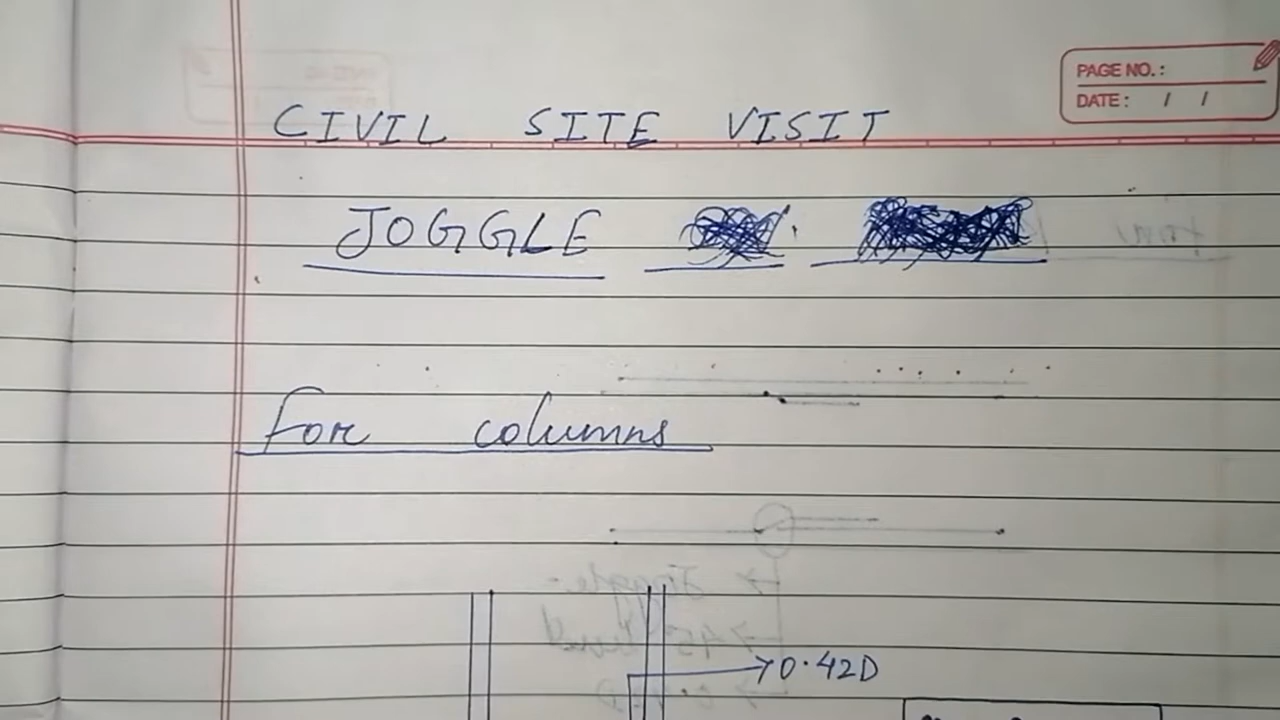 PAGE NO.:
DATE: / /
CIVIL SITE VISIT
JOGGLE
for columns
0.42D